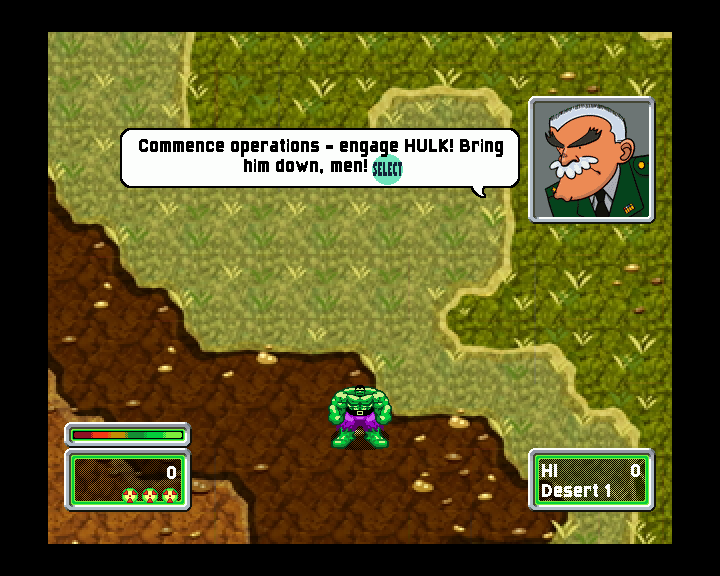 Commence operations - engage HULK! Bring
him down, men! SELECT
0
HI 0
Desert 1